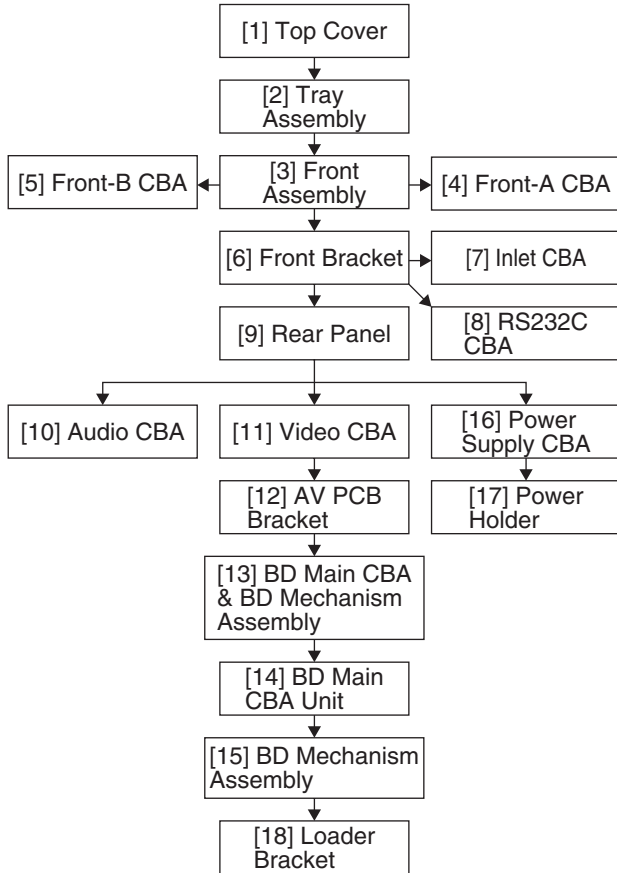 [1] Top Cover
[2] Tray
Assembly
[3] Front
Assembly
[5] Front-B CBA
[4] Front-A CBA
[6] Front Bracket
[7] Inlet CBA
[8] RS232C
CBA
[9] Rear Panel
[10] Audio CBA
[11] Video CBA
[16] Power
Supply CBA
[12] AV PCB
Bracket
[17] Power
Holder
[13] BD Main CBA
& BD Mechanism
Assembly
[14] BD Main
CBA Unit
[15] BD Mechanism
Assembly
[18] Loader
Bracket